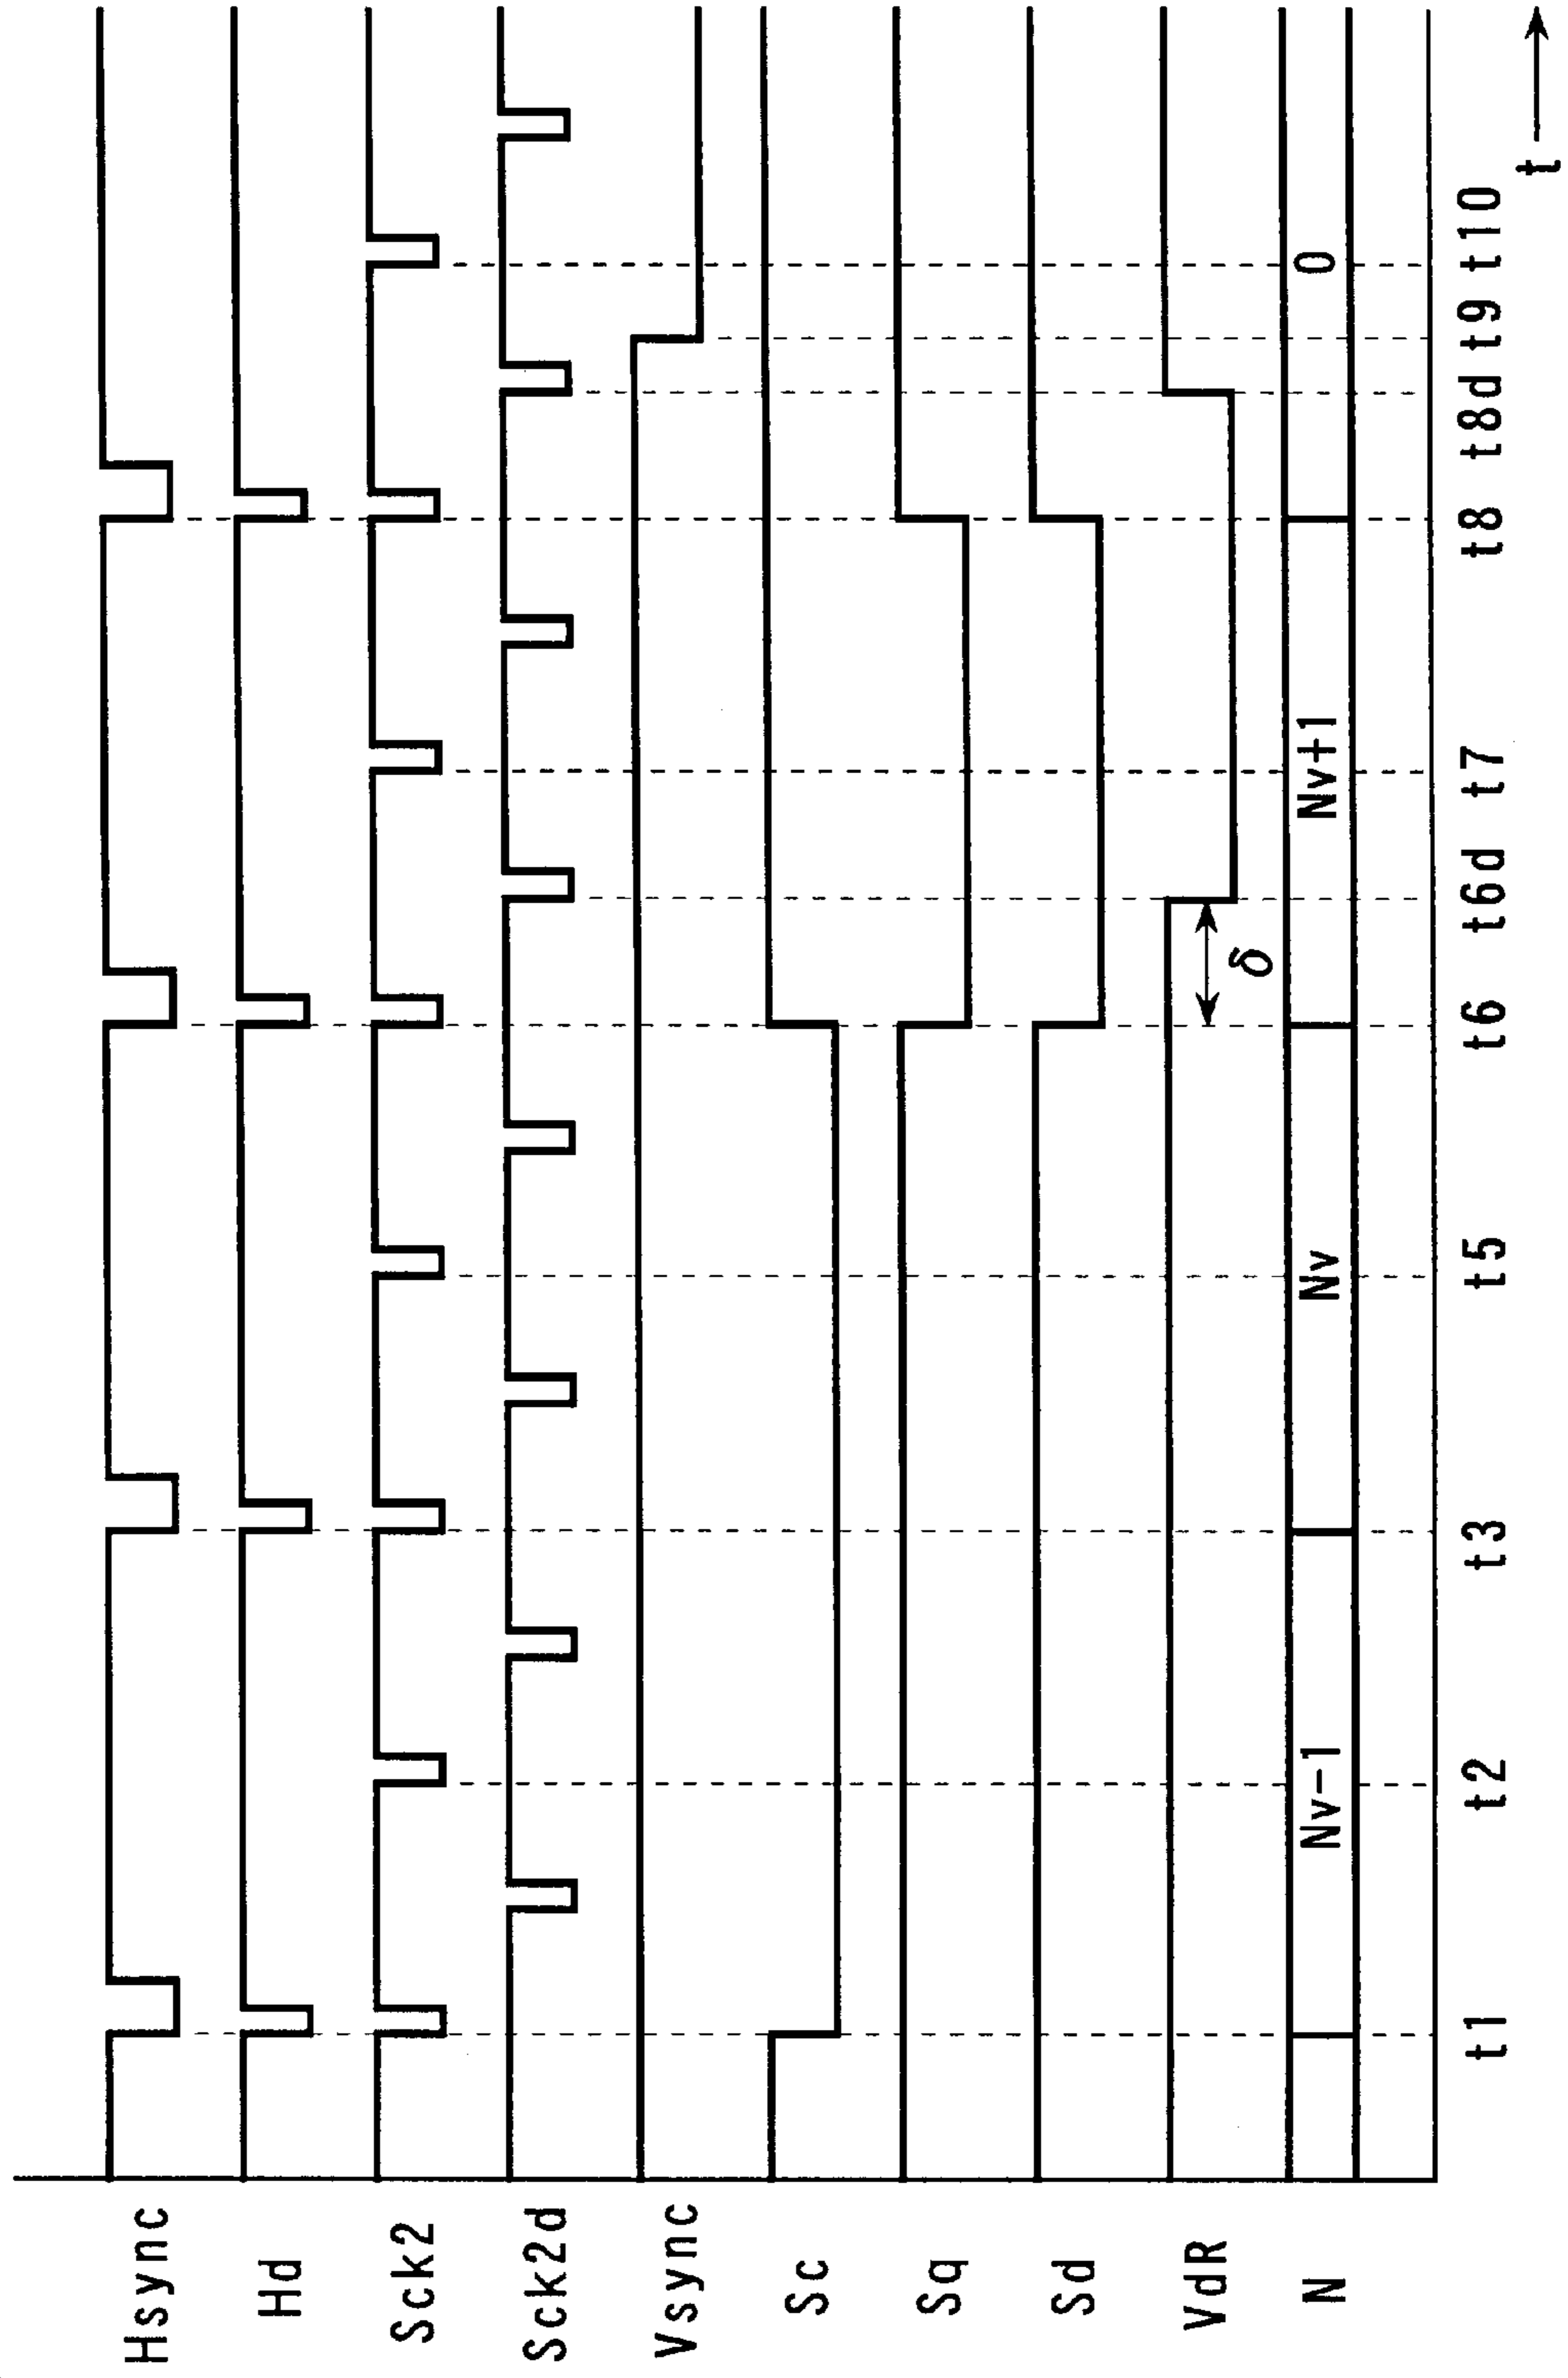 Hsync
Hd
Sck2
Sck2d
Vsync
Sc
Sq
Sd
VdR
δ
N Nv-1 Nv Nv+1 0
t1 t2 t3 t5 t6 t6d t7 t8 t8d t9 t10
t